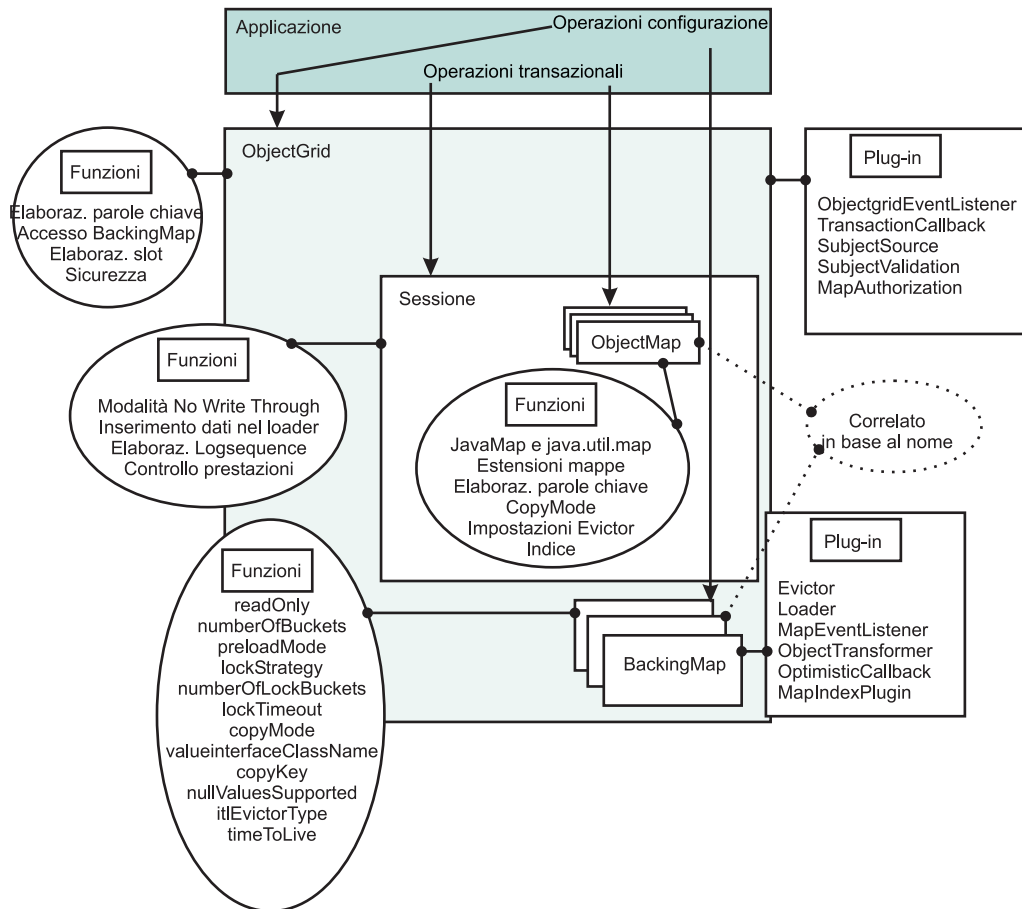 Applicazione
Operazioni configurazione
Operazioni transazionali
ObjectGrid
Funzioni
Elaboraz. parole chiave
Accesso BackingMap
Elaboraz. slot
Sicurezza
Plug-in
ObjectgridEventListener
TransactionCallback
SubjectSource
SubjectValidation
MapAuthorization
Sessione
ObjectMap
Funzioni
Modalità No Write Through
Inserimento dati nel loader
Elaboraz. Logsequence
Controllo prestazioni
Funzioni
JavaMap e java.util.map
Estensioni mappe
Elaboraz. parole chiave
CopyMode
Impostazioni Evictor
Indice
Correlato
in base al nome
Funzioni
readOnly
numberOfBuckets
preloadMode
lockStrategy
numberOfLockBuckets
lockTimeout
copyMode
valueinterfaceClassName
copyKey
nullValuesSupported
itlEvictorType
timeToLive
BackingMap
Plug-in
Evictor
Loader
MapEventListener
ObjectTransformer
OptimisticCallback
MapIndexPlugin